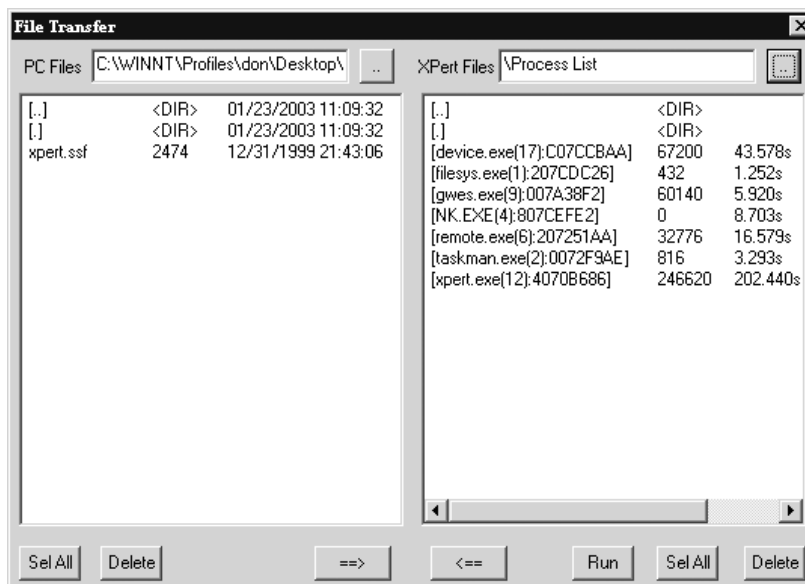 File Transfer
PC Files C:\WINNT\Profiles\don\Desktop\ ..
XPert Files \Process List ..
[..] <DIR> 01/23/2003 11:09:32
[.] <DIR> 01/23/2003 11:09:32
xpert.ssf 2474 12/31/1999 21:43:06
[..] <DIR>
[.] <DIR>
[device.exe(17):C07CCBAA] 67200 43.578s
[filesys.exe(1):207CDC26] 432 1.252s
[gwes.exe(9):007A38F2] 60140 5.920s
[NK.EXE(4):807CEFE2] 0 8.703s
[remote.exe(6):207251AA] 32776 16.579s
[taskman.exe(2):0072F9AE] 816 3.293s
[xpert.exe(12):4070B686] 246620 202.440s
Sel All Delete ==> <== Run Sel All Delete